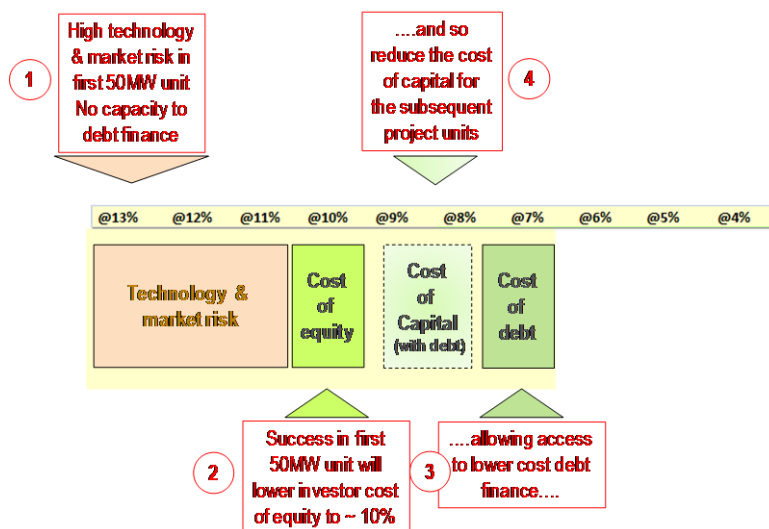 High technology
& market risk in
first 50MW unit
No capacity to
debt finance
1
....and so
reduce the cost
of capital for
the subsequent
project units
4
@13% @12% @11% @10% @9% @8% @7% @6% @5% @4%
Technology &
market risk
Cost
of
equity
Cost
of
Capital
(with debt)
Cost
of
debt
2
Success in first
50MW unit will
lower investor cost
of equity to ~ 10%
3
....allowing access
to lower cost debt
finance....